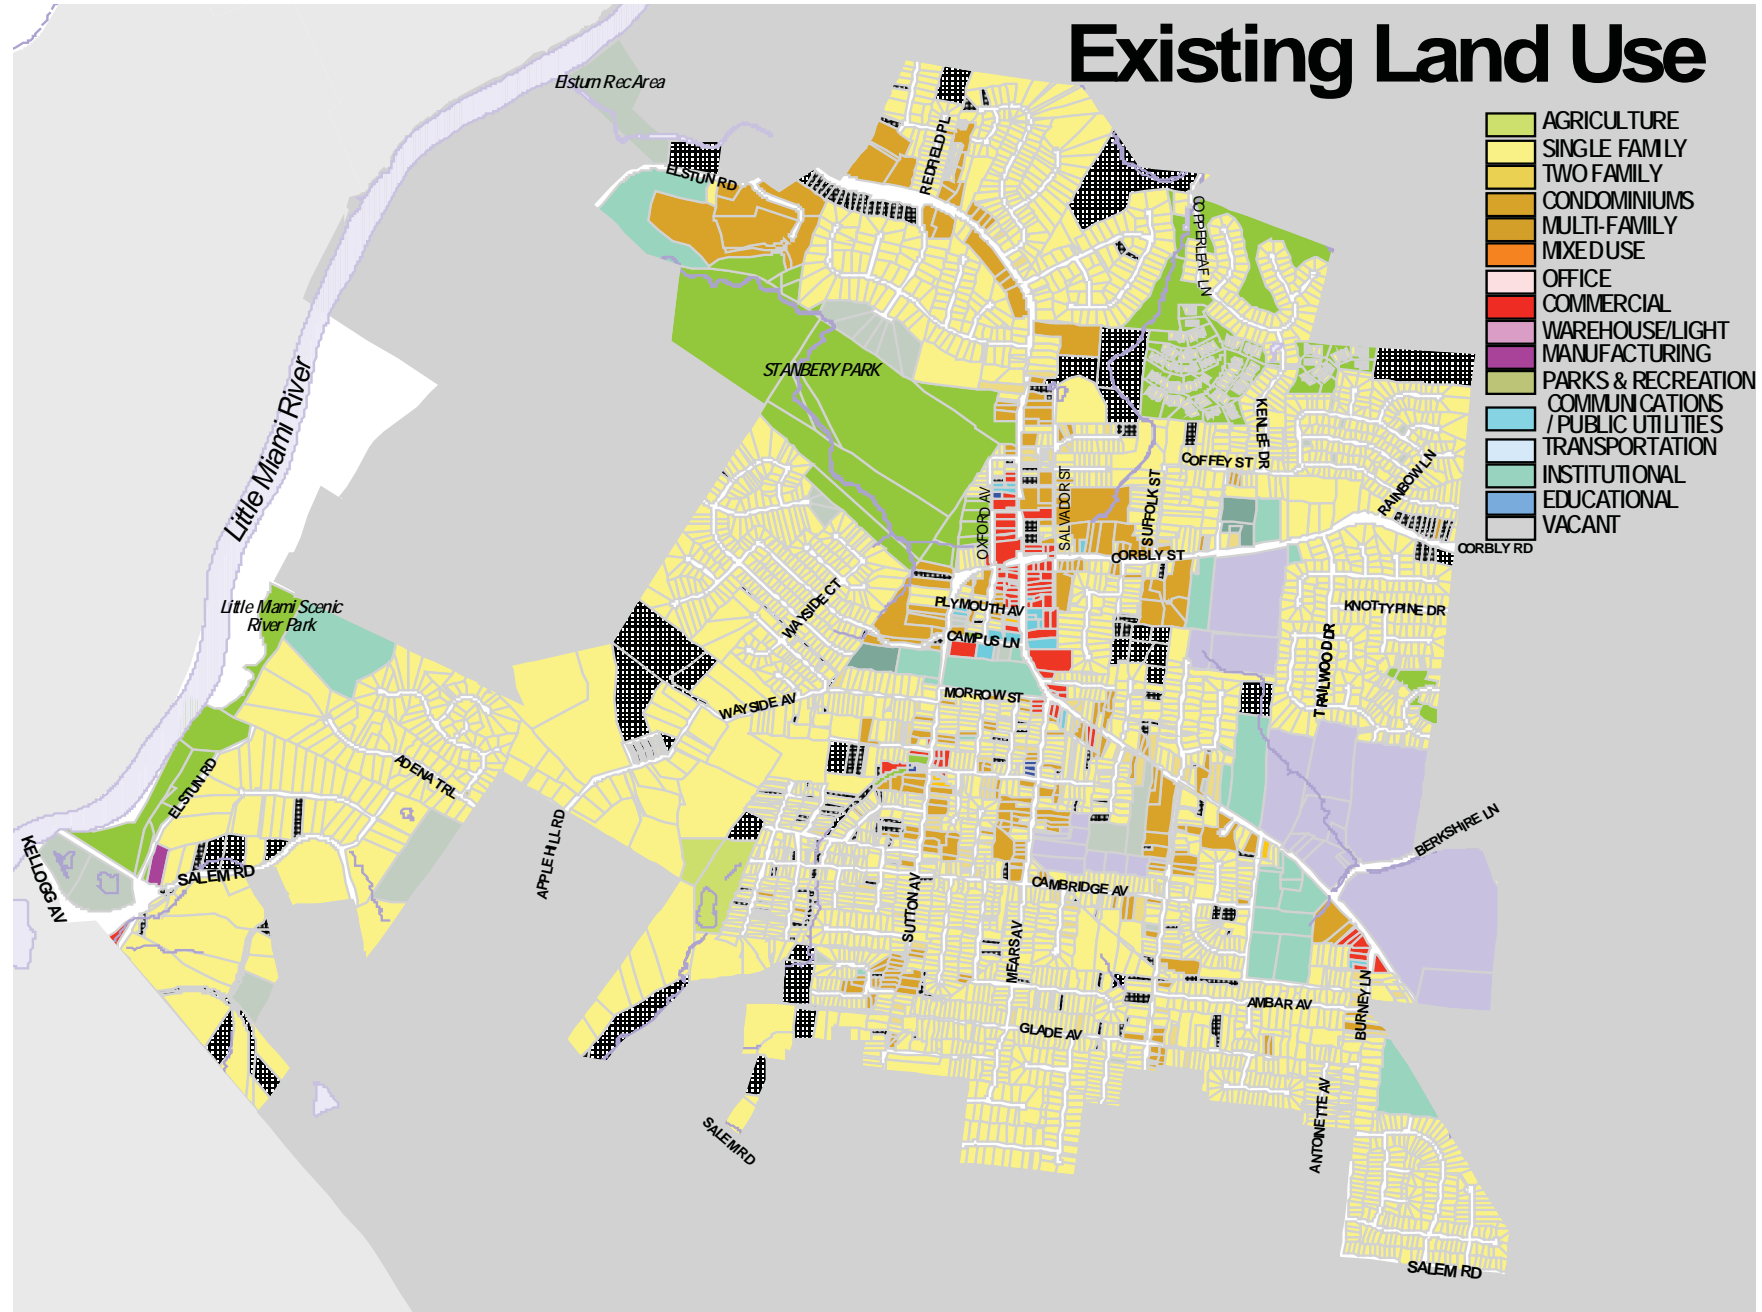 Existing Land Use
Elsturn Rec Area
AGRICULTURE
SINGLE FAMILY
TWO FAMILY
CONDOMINIUMS
MULTI-FAMILY
MIXED USE
OFFICE
COMMERCIAL
WAREHOUSE/LIGHT
MANUFACTURING
PARKS & RECREATION
COMMUNICATIONS
/ PUBLIC UTILITIES
TRANSPORTATION
INSTITUTIONAL
EDUCATIONAL
VACANT
REDFIELD PL
ELSTUN RD
COPPERLEAF LN
STANBERY PARK
Little Miami River
KENLEE DR
COFFEY ST
RAINBOW LN
OXFORD AV
SALVADOR ST
SUFFOLK ST
CORBLY ST
CORBLY RD
Little Miami Scenic
River Park
WAYSIDE CT
PLYMOUTH AV
KNOTTYPINE DR
CAMPUS LN
TRAILWOOD DR
WAYSIDE AV
MORROW ST
ELSTUN RD
ADENA TRL
APPLE HILL RD
BERKSHIRE LN
KELLOGG AV
SALEM RD
SUTTON AV
CAMBRIDGE AV
MEARS AV
AMBAR AV
BURNEY LN
GLADE AV
ANTOINETTE AV
SALEM RD
SALEM RD